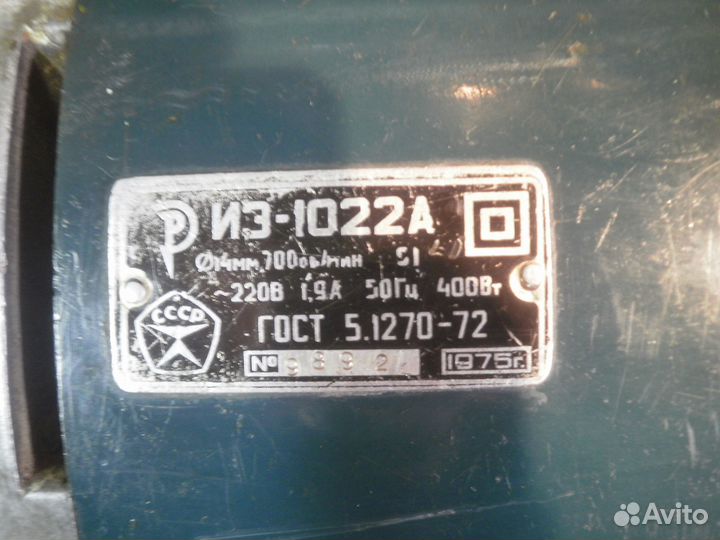 ИЭ-1022А
Ø14мм 700об/мин S1
~220В 1,9А 50Гц 400Вт
СССР
ГОСТ 5.1270-72
№ 9892 1975г.
Avito